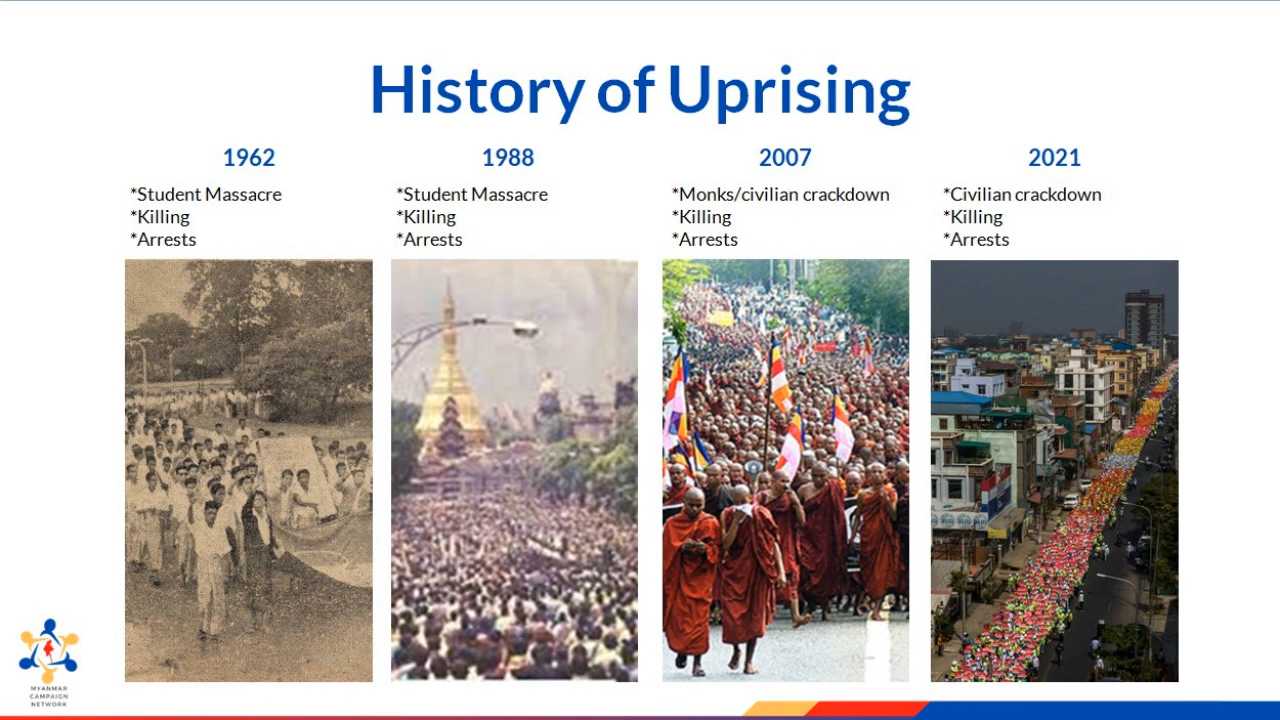 History of Uprising
1962
*Student Massacre
*Killing
*Arrests
1988
*Student Massacre
*Killing
*Arrests
2007
*Monks/civilian crackdown
*Killing
*Arrests
2021
*Civilian crackdown
*Killing
*Arrests
MYANMAR
CAMPAIGN
NETWORK